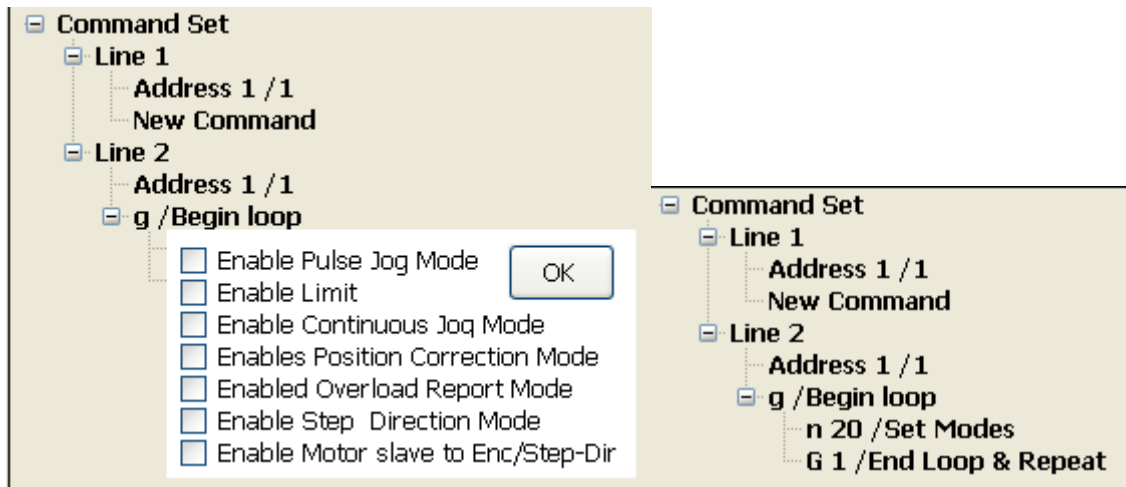 Command Set
Line 1
Address 1 /1
New Command
Line 2
Address 1 /1
g /Begin loop
Enable Pulse Jog Mode
OK
Enable Limit
Enable Continuous Jog Mode
Enables Position Correction Mode
Enabled Overload Report Mode
Enable Step Direction Mode
Enable Motor slave to Enc/Step-Dir
Command Set
Line 1
Address 1 /1
New Command
Line 2
Address 1 /1
g /Begin loop
n 20 /Set Modes
G 1 /End Loop & Repeat